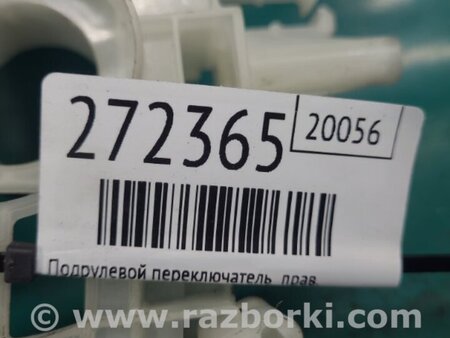 272365
20056
Подрулевой переключатель прав.
www.razborki.com